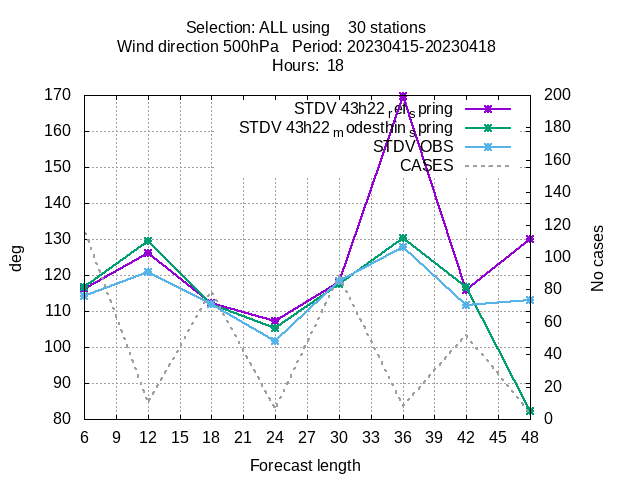 Selection: ALL using 30 stations
Wind direction 500hPa Period: 20230415-20230418
Hours: 18
STDV 43h22refspring
STDV 43h22modesthinspring
STDV OBS
CASES
170
160
150
140
130
120
110
100
90
80
200
180
160
140
120
100
80
60
40
20
0
deg
No cases
6 9 12 15 18 21 24 27 30 33 36 39 42 45 48
Forecast length